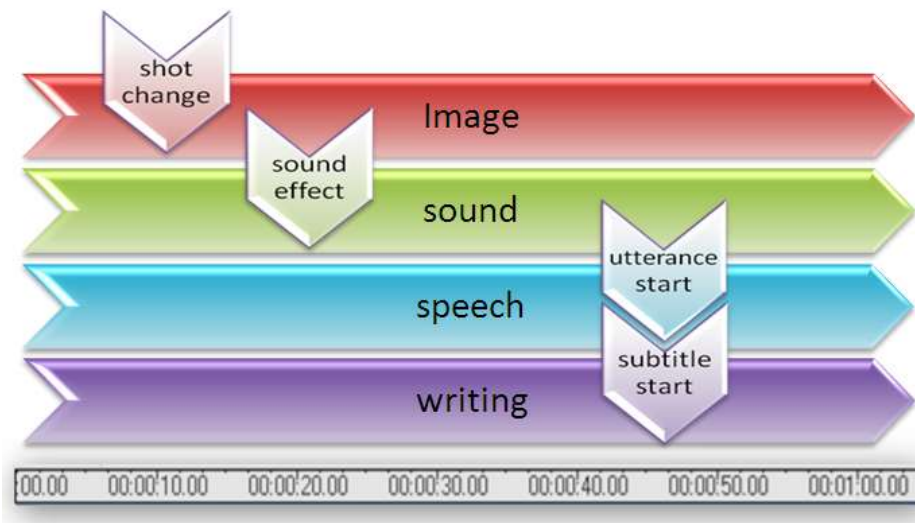 shot
change
Image
sound
effect
sound
utterance
start
speech
subtitle
start
writing
00.00 00:00:10.00 00:00:20.00 00:00:30.00 00:00:40.00 00:00:50.00 00:01:00.00